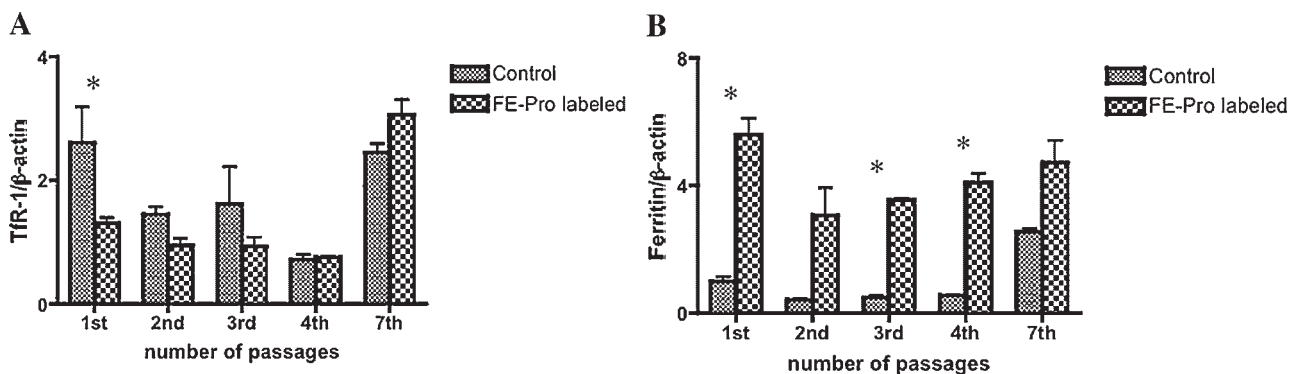 A
4
2
0
TfR-1/β-actin
*
Control
FE-Pro labeled
1st 2nd 3rd 4th 7th
number of passages
B
8
4
0
Ferritin/β-actin
*
*
*
Control
FE-Pro labeled
1st 2nd 3rd 4th 7th
number of passages